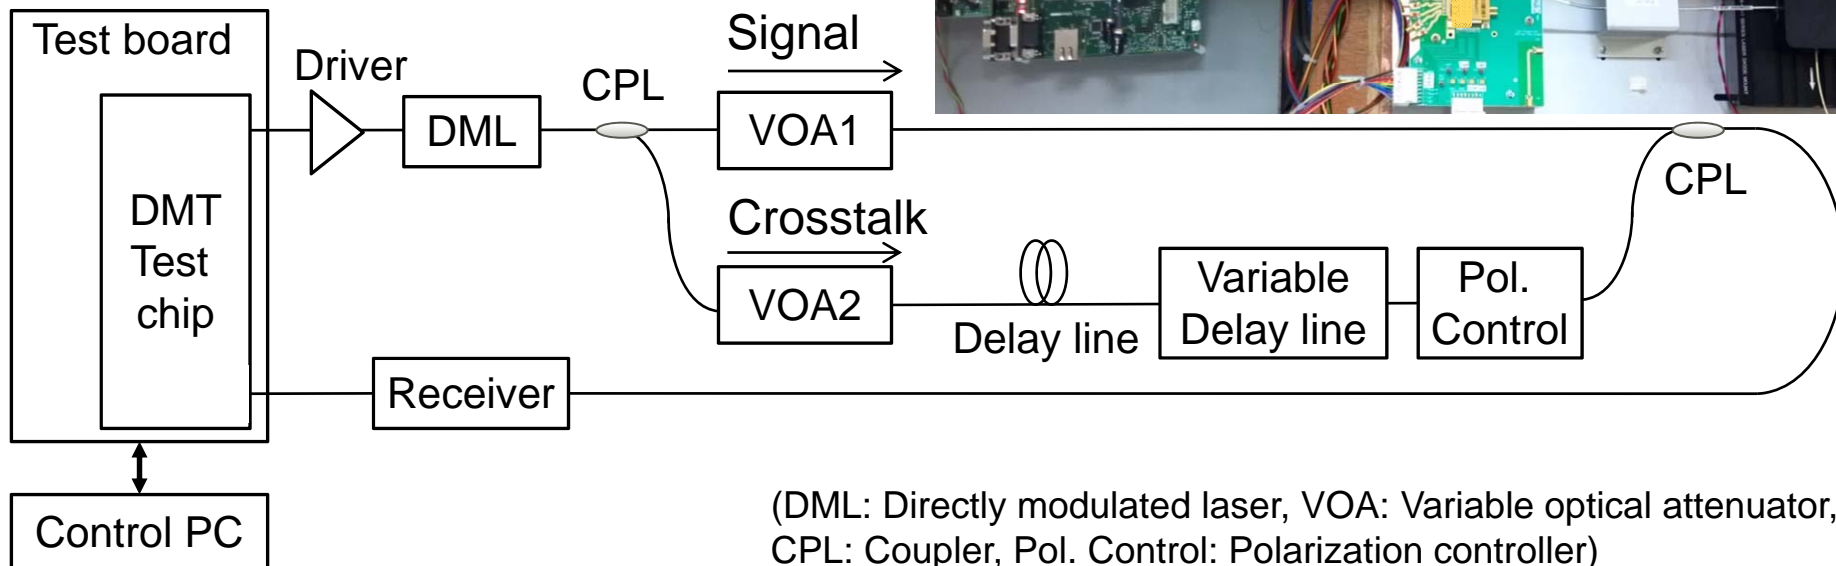 Test board
Driver
CPL
Signal
DML
VOA1
CPL
DMT
Test
chip
Crosstalk
VOA2
Delay line
Variable
Delay line
Pol.
Control
Receiver
Control PC
(DML: Directly modulated laser, VOA: Variable optical attenuator,
CPL: Coupler, Pol. Control: Polarization controller)